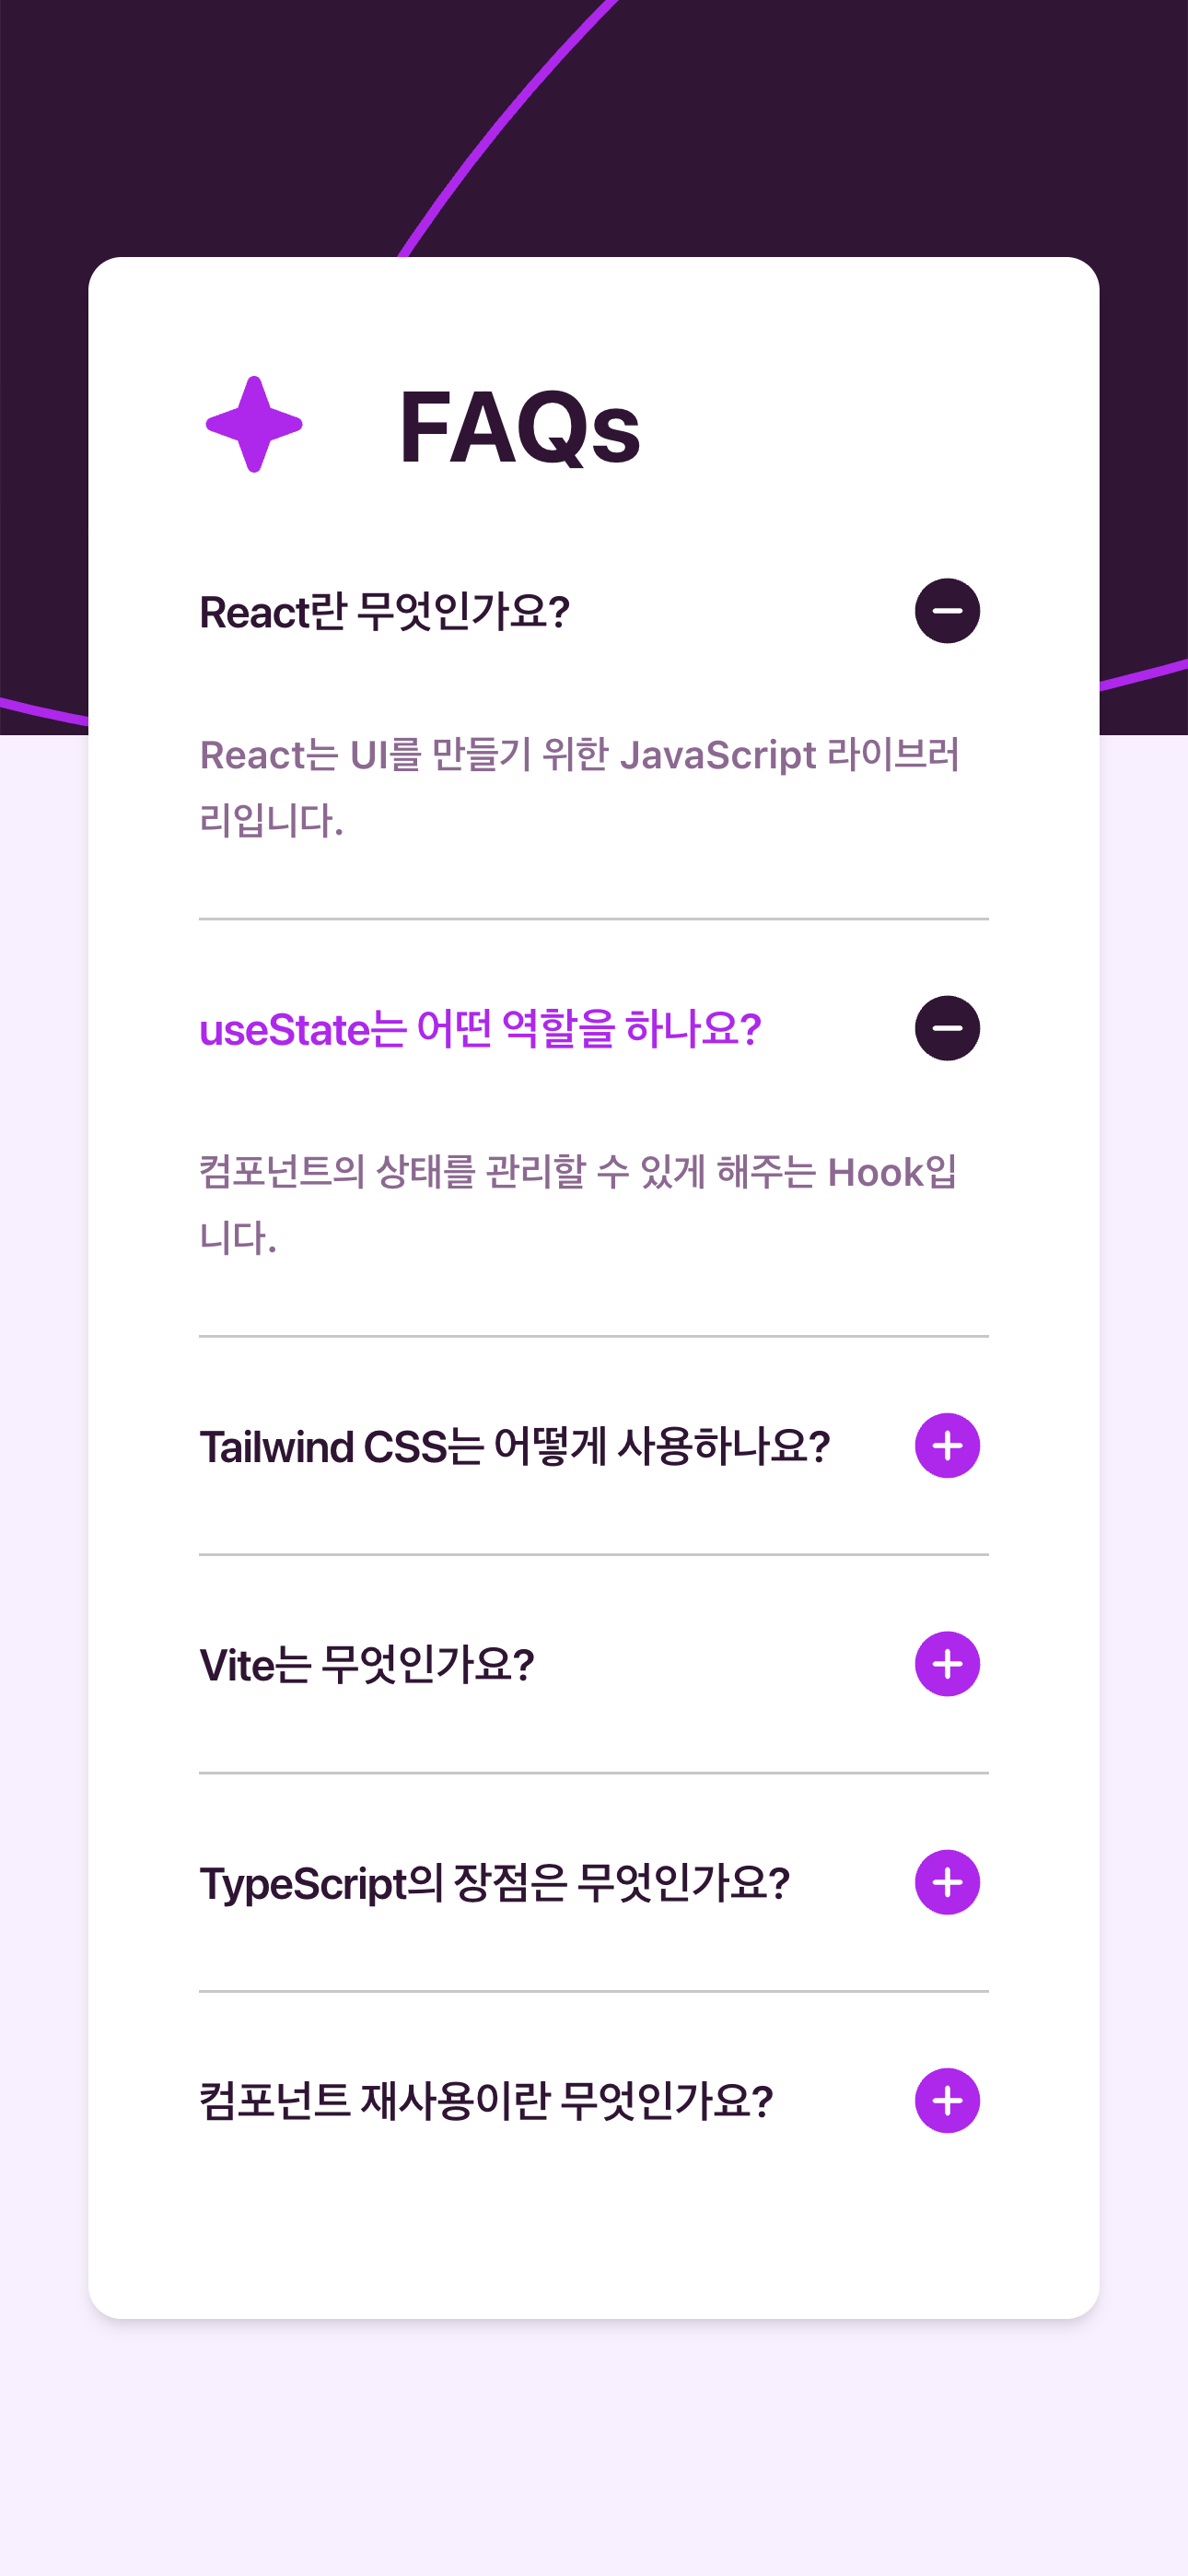 FAQs
React란 무엇인가요?
React는 UI를 만들기 위한 JavaScript 라이브러
리입니다.
useState는 어떤 역할을 하나요?
컴포넌트의 상태를 관리할 수 있게 해주는 Hook입
니다.
Tailwind CSS는 어떻게 사용하나요?
Vite는 무엇인가요?
TypeScript의 장점은 무엇인가요?
컴포넌트 재사용이란 무엇인가요?